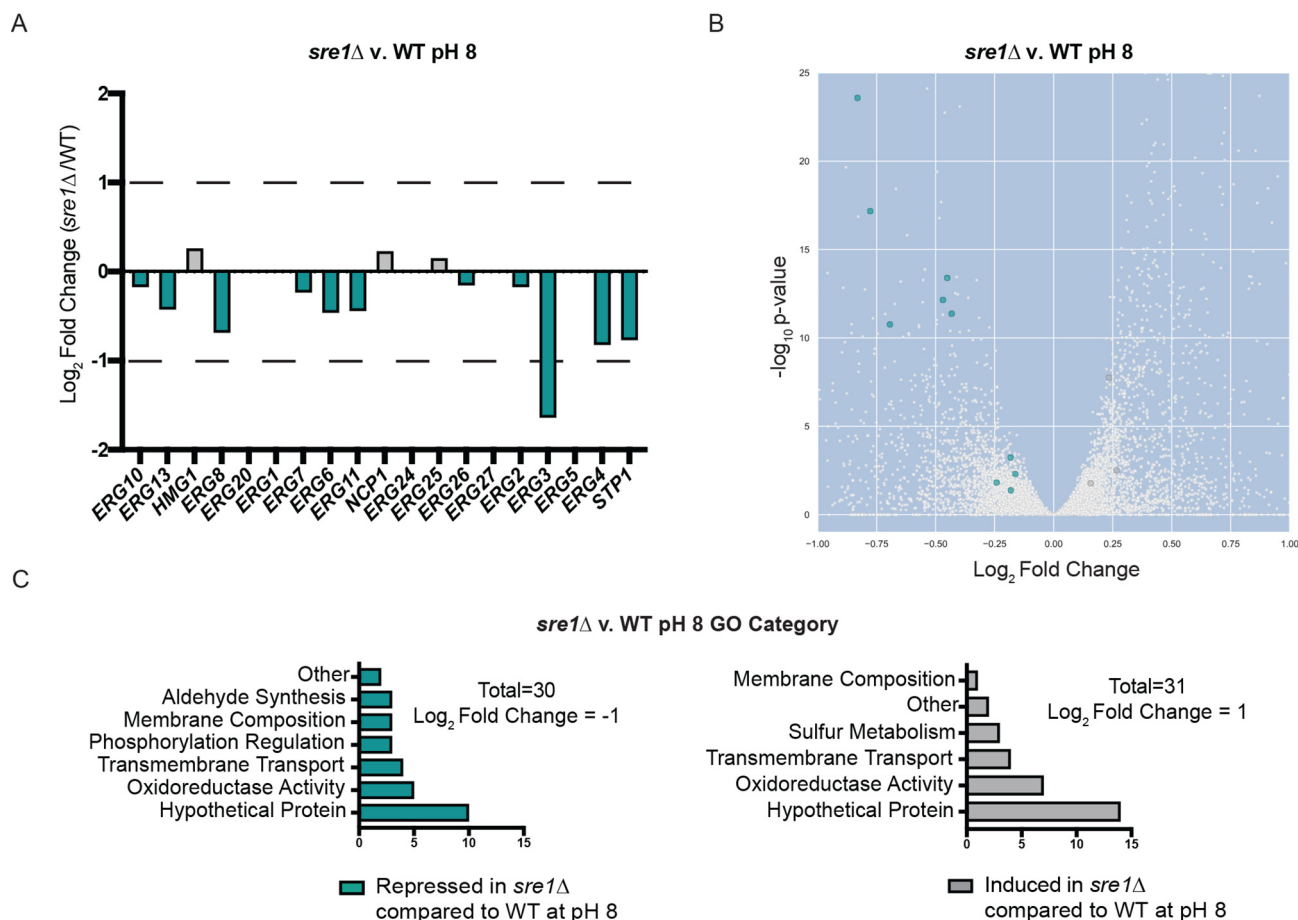 A
sre1Δ v. WT pH 8
Log2 Fold Change (sre1Δ/WT)
2
1
0
-1
-2
ERG10
ERG13
HMG1
ERG8
ERG20
ERG1
ERG7
ERG6
ERG11
NCP1
ERG24
ERG25
ERG26
ERG27
ERG2
ERG3
ERG5
ERG4
STP1
B
sre1Δ v. WT pH 8
-log10 p-value
25
20
15
10
5
0
−1.00 −0.75 −0.50 −0.25 0.00 0.25 0.50 0.75 1.00
Log2 Fold Change
C
sre1Δ v. WT pH 8 GO Category
Other
Aldehyde Synthesis
Membrane Composition
Phosphorylation Regulation
Transmembrane Transport
Oxidoreductase Activity
Hypothetical Protein
0 5 10 15
Total=30
Log2 Fold Change = -1
Repressed in sre1Δ
compared to WT at pH 8
Membrane Composition
Other
Sulfur Metabolism
Transmembrane Transport
Oxidoreductase Activity
Hypothetical Protein
0 5 10 15
Total=31
Log2 Fold Change = 1
Induced in sre1Δ
compared to WT at pH 8